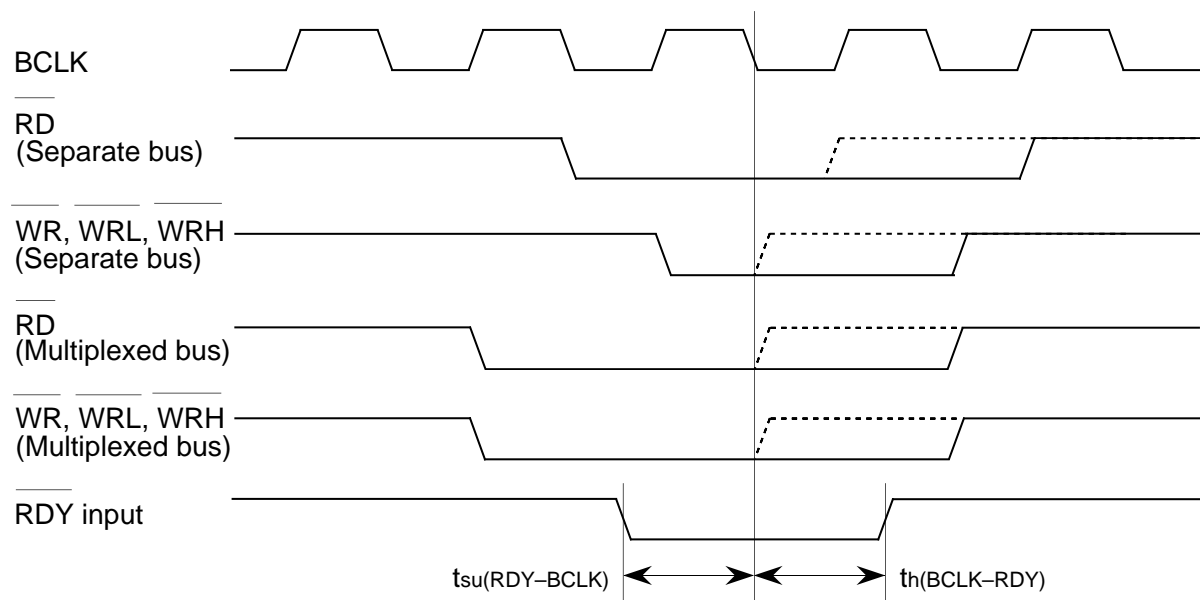 BCLK
RD
(Separate bus)
WR, WRL, WRH
(Separate bus)
RD
(Multiplexed bus)
WR, WRL, WRH
(Multiplexed bus)
RDY input
tsu(RDY–BCLK)
th(BCLK–RDY)